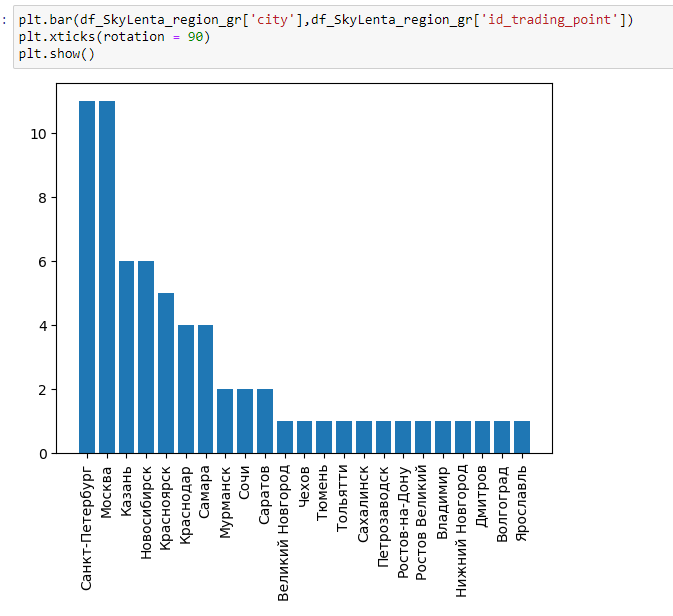 :
plt.bar(df_SkyLenta_region_gr['city'],df_SkyLenta_region_gr['id_trading_point'])
plt.xticks(rotation = 90)
plt.show()
10
8
6
4
2
0
Санкт-Петербург
Москва
Казань
Новосибирск
Красноярск
Краснодар
Самара
Мурманск
Сочи
Саратов
Великий Новгород
Чехов
Тюмень
Тольятти
Сахалинск
Петрозаводск
Ростов-на-Дону
Ростов Великий
Владимир
Нижний Новгород
Дмитров
Волгоград
Ярославль